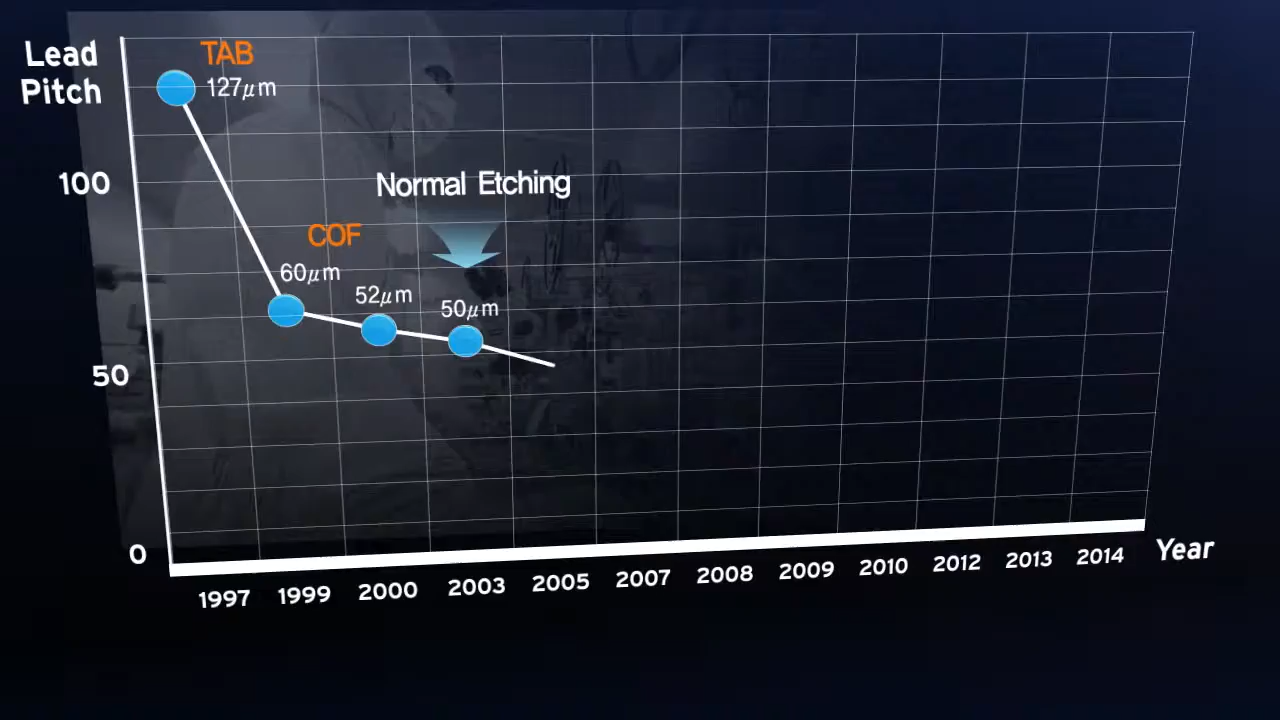 Lead
Pitch
TAB
127μm
100
Normal Etching
COF
60μm
52μm
50μm
50
0
1997 1999 2000 2003 2005 2007 2008 2009 2010 2012 2013 2014 Year